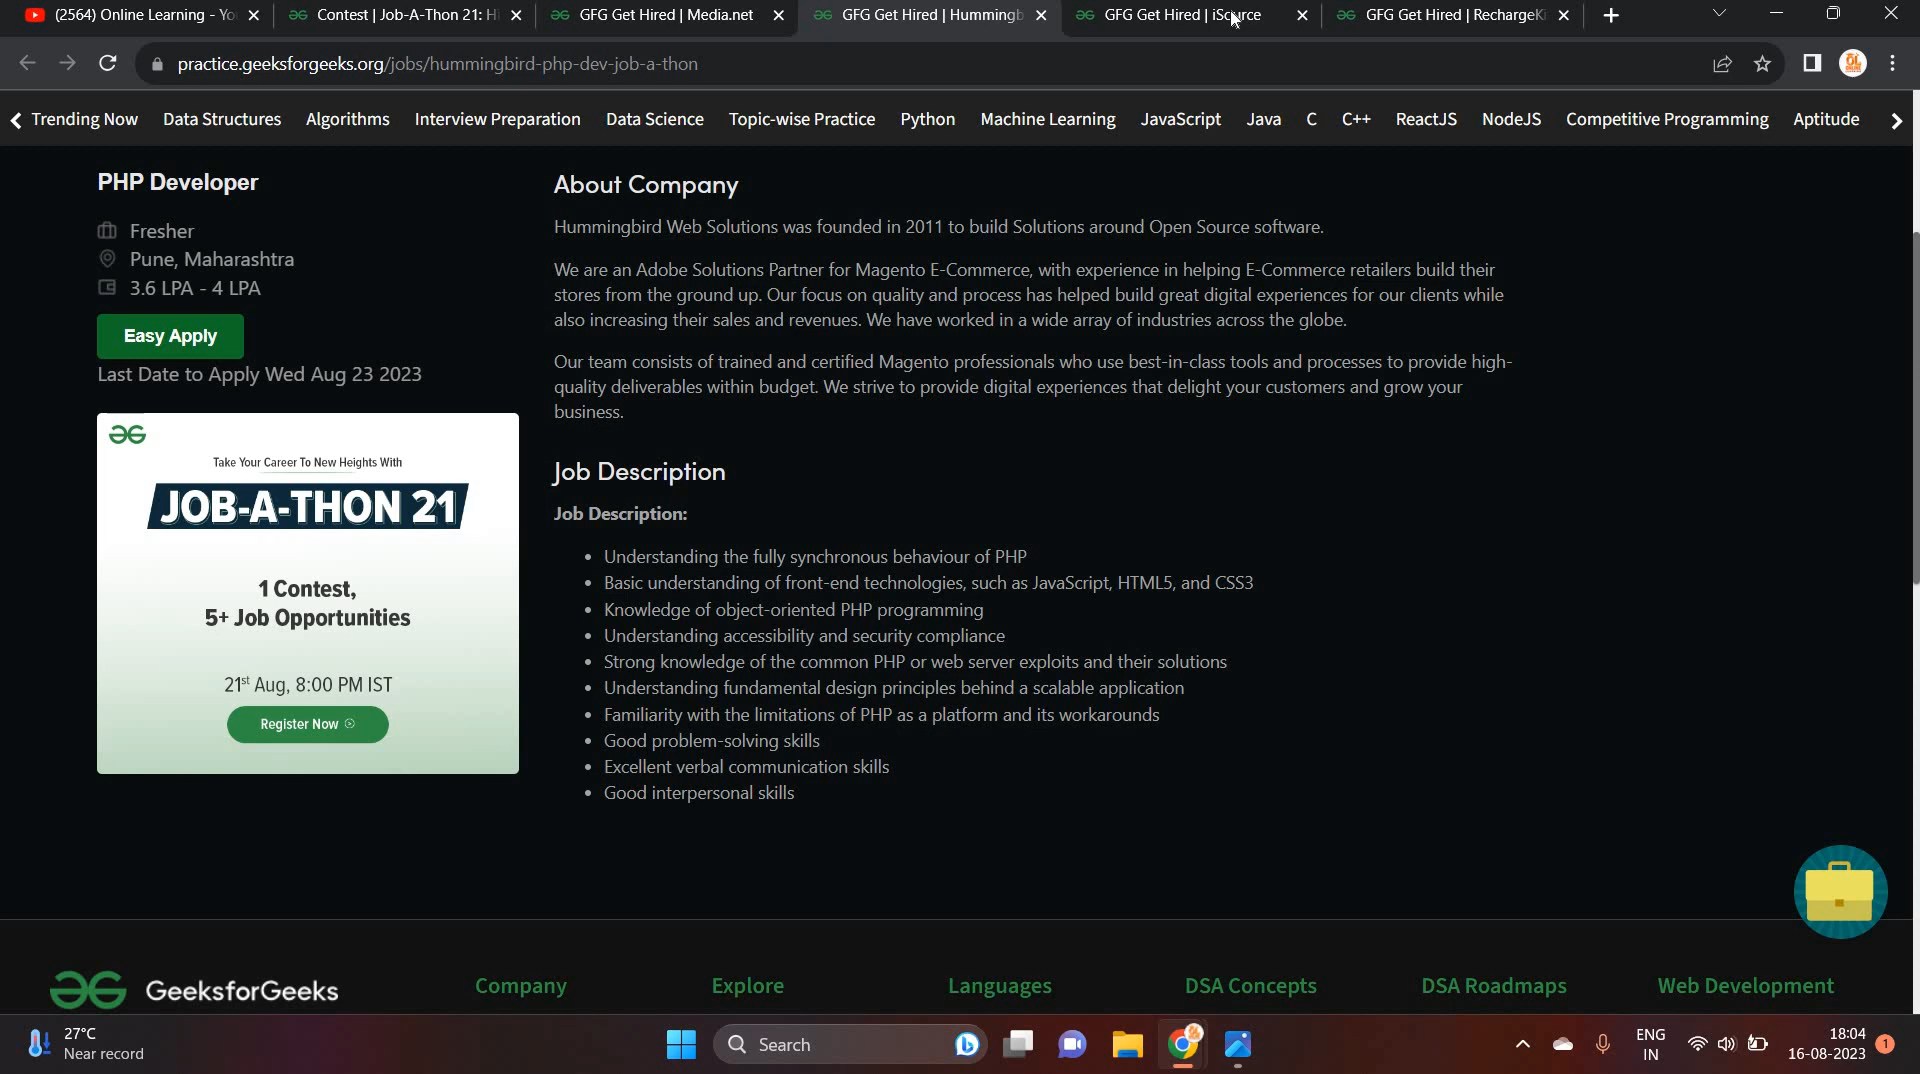 (2564) Online Learning - Yo
Contest | Job-A-Thon 21: Hi
GFG Get Hired | Media.net
GFG Get Hired | Hummingb
GFG Get Hired | iSource
GFG Get Hired | RechargeKi
practice.geeksforgeeks.org/jobs/hummingbird-php-dev-job-a-thon
Trending Now Data Structures Algorithms Interview Preparation Data Science Topic-wise Practice Python Machine Learning JavaScript Java C C++ ReactJS NodeJS Competitive Programming Aptitude
PHP Developer
Fresher
Pune, Maharashtra
3.6 LPA - 4 LPA
Easy Apply
Last Date to Apply Wed Aug 23 2023
Take Your Career To New Heights With
JOB-A-THON 21
1 Contest,
5+ Job Opportunities
21st Aug, 8:00 PM IST
Register Now
About Company
Hummingbird Web Solutions was founded in 2011 to build Solutions around Open Source software.
We are an Adobe Solutions Partner for Magento E-Commerce, with experience in helping E-Commerce retailers build their
stores from the ground up. Our focus on quality and process has helped build great digital experiences for our clients while
also increasing their sales and revenues. We have worked in a wide array of industries across the globe.
Our team consists of trained and certified Magento professionals who use best-in-class tools and processes to provide high-
quality deliverables within budget. We strive to provide digital experiences that delight your customers and grow your
business.
Job Description
Job Description:
• Understanding the fully synchronous behaviour of PHP
• Basic understanding of front-end technologies, such as JavaScript, HTML5, and CSS3
• Knowledge of object-oriented PHP programming
• Understanding accessibility and security compliance
• Strong knowledge of the common PHP or web server exploits and their solutions
• Understanding fundamental design principles behind a scalable application
• Familiarity with the limitations of PHP as a platform and its workarounds
• Good problem-solving skills
• Excellent verbal communication skills
• Good interpersonal skills
GeeksforGeeks
Company Explore Languages DSA Concepts DSA Roadmaps Web Development
27°C
Near record
Search
ENG
IN
18:04
16-08-2023
1